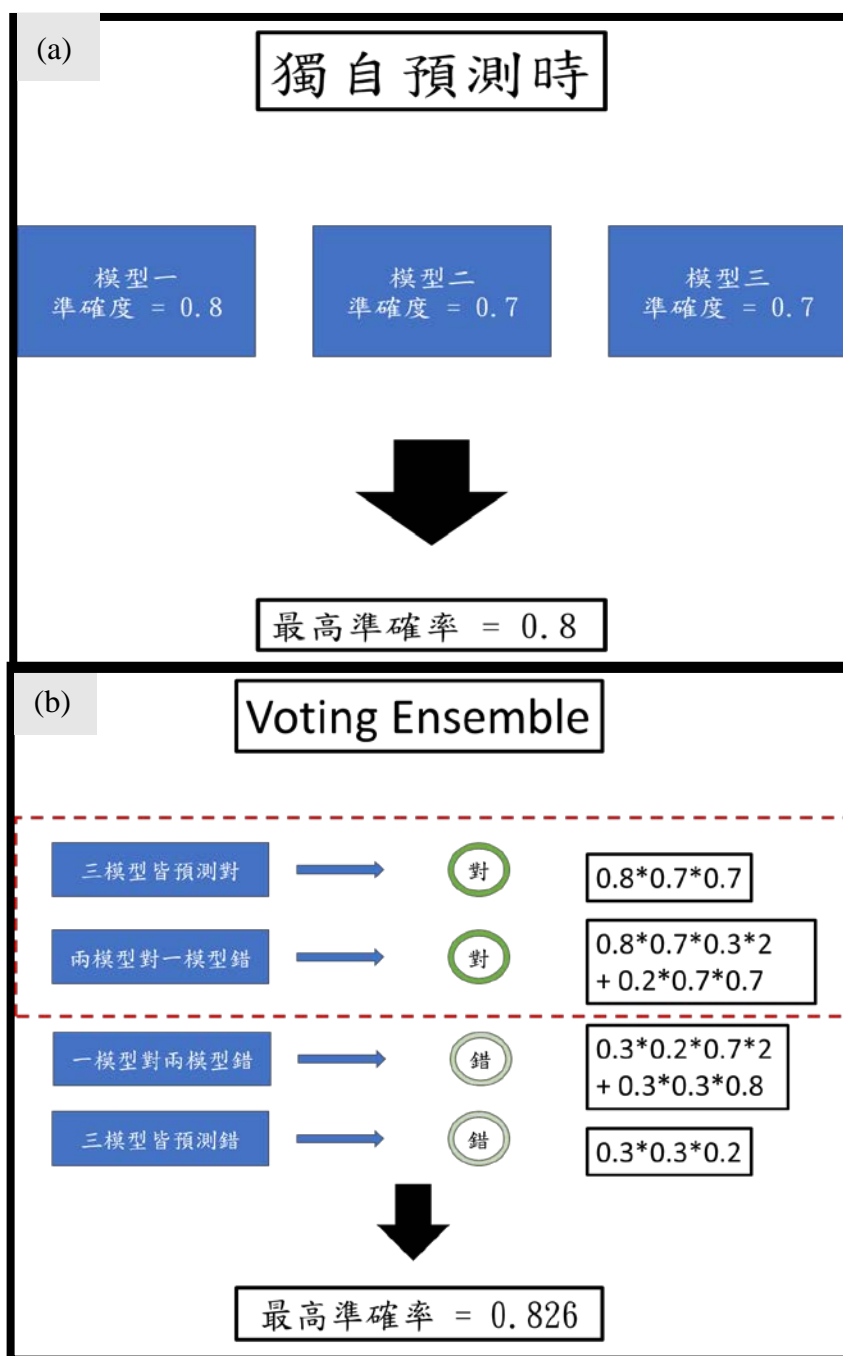 (a)
獨自預測時
模型一
準確度 = 0.8
模型二
準確度 = 0.7
模型三
準確度 = 0.7
最高準確率 = 0.8
(b)
Voting Ensemble
三模型皆預測對
對
0.8*0.7*0.7
兩模型對一模型錯
對
0.8*0.7*0.3*2
+ 0.2*0.7*0.7
一模型對兩模型錯
錯
0.3*0.2*0.7*2
+ 0.3*0.3*0.8
三模型皆預測錯
錯
0.3*0.3*0.2
最高準確率 = 0.826